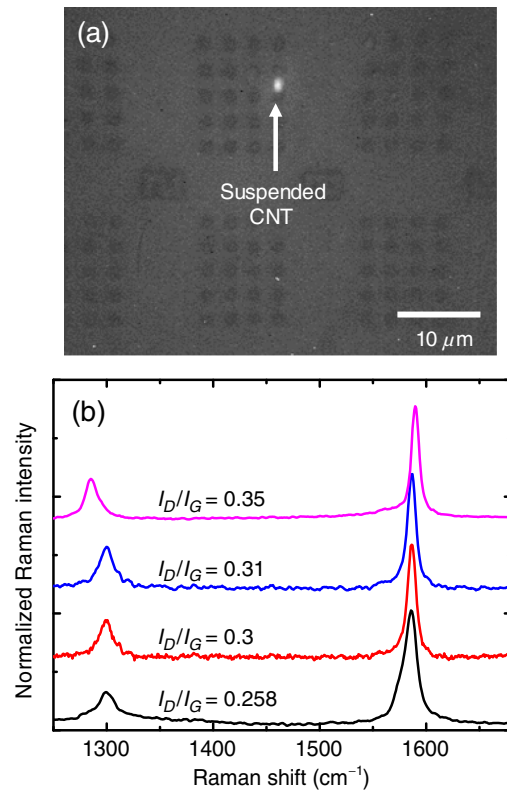 (a)
Suspended
CNT
10 μm
(b)
I_D/I_G = 0.35
I_D/I_G = 0.31
I_D/I_G = 0.3
I_D/I_G = 0.258
Normalized Raman intensity
1300 1400 1500 1600
Raman shift (cm⁻¹)